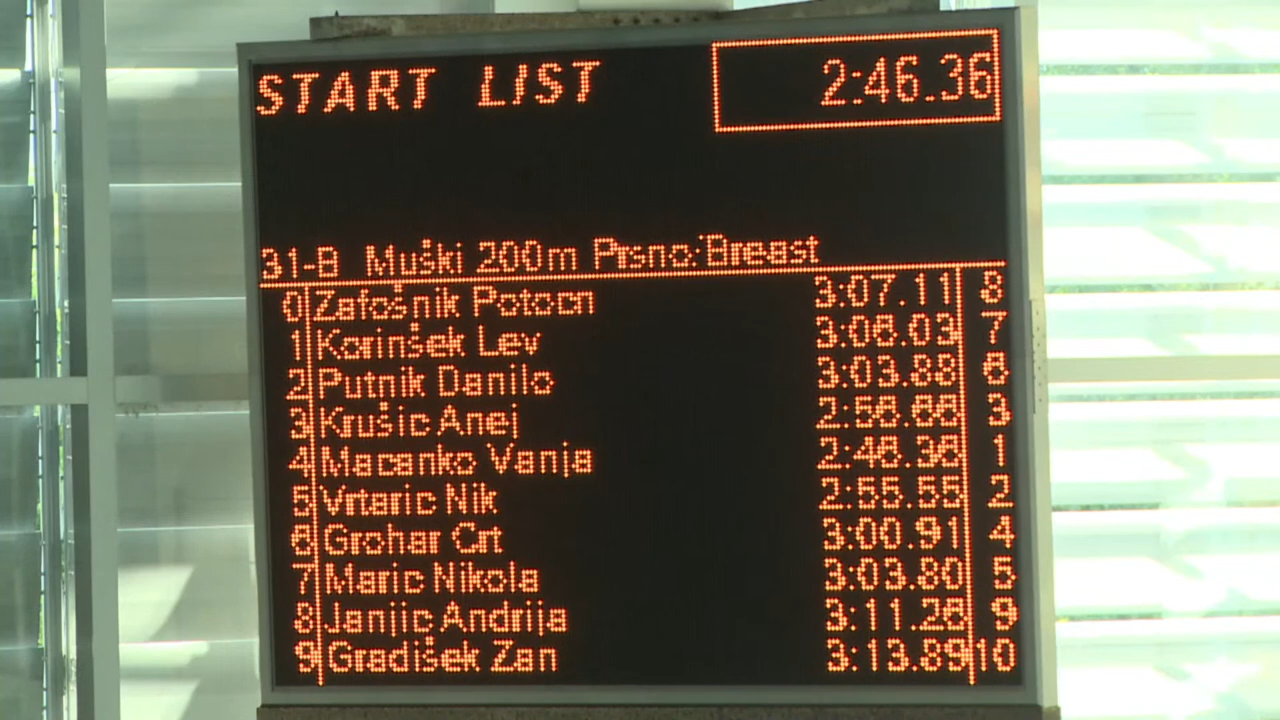 START LIST 2:46.36
31-B Muški 200m Prsno/Breast
0 Zafošnik Potocn 3:07.11 8
1 Korinšek Lev 3:06.03 7
2 Putnik Danilo 3:03.88 6
3 Krušic Anej 2:56.66 3
4 Macanko Vanja 2:46.36 1
5 Vrtaric Nik 2:55.55 2
6 Grohar Crt 3:00.91 4
7 Maric Nikola 3:03.80 5
8 Janjic Andrija 3:11.26 9
9 Gradišek Zan 3:13.89 10